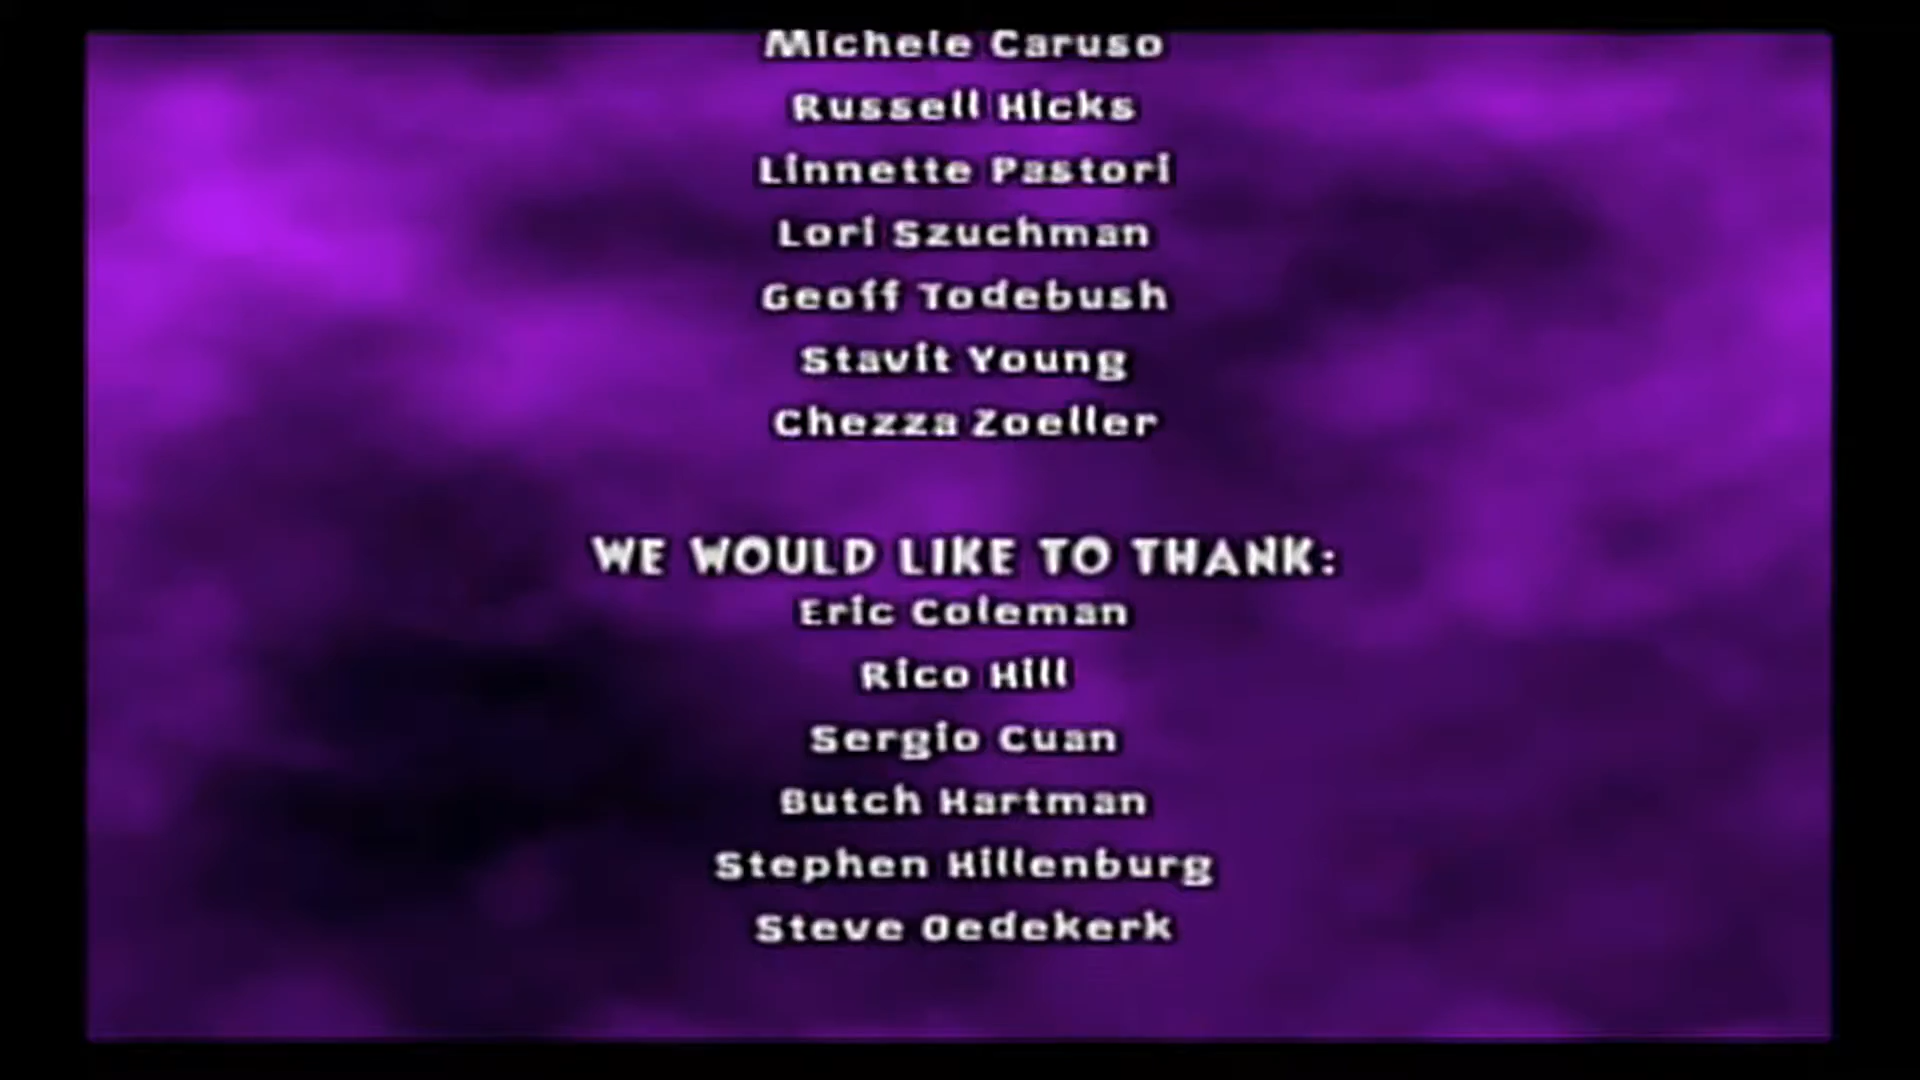 Michele Caruso
Russell Hicks
Linnette Pastori
Lori Szuchman
Geoff Todebush
Stavit Young
Chezza Zoeller
WE WOULD LIKE TO THANK:
Eric Coleman
Rico Hill
Sergio Cuan
Butch Hartman
Stephen Hillenburg
Steve Oedekerk